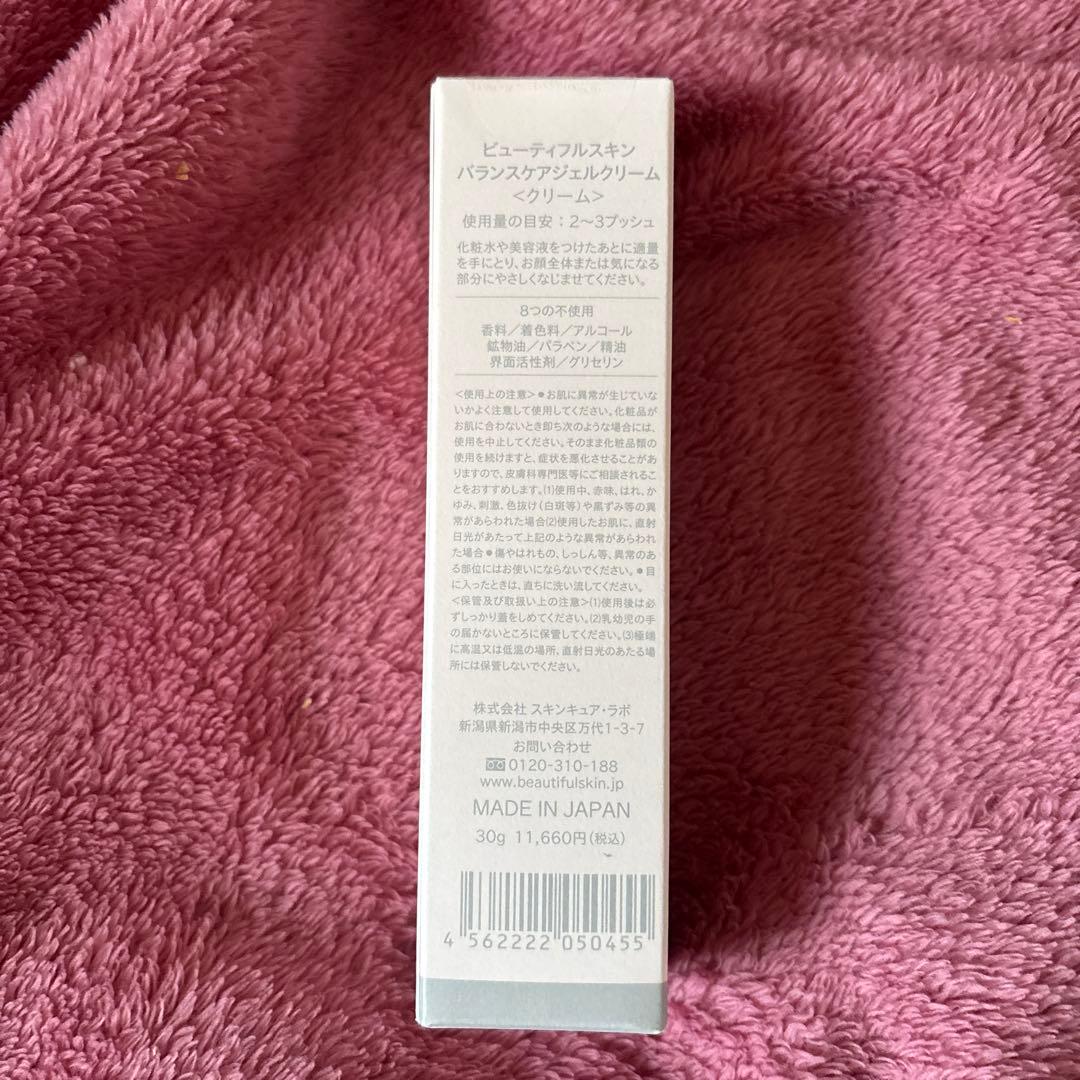 ビューティフルスキン
バランスケアジェルクリーム
＜クリーム＞
使用量の目安：2〜3プッシュ
化粧水や美容液をつけたあとに適量
を手にとり、お顔全体または気になる
部分にやさしくなじませてください。
8つの不使用
香料／着色料／アルコール
鉱物油／パラベン／精油
界面活性剤／グリセリン
＜使用上の注意＞●お肌に異常が生じていな
いかよく注意して使用してください。化粧品が
お肌に合わないとき即ち次のような場合には、
使用を中止してください。そのまま化粧品類の
使用を続けますと、症状を悪化させることがあ
りますので、皮膚科専門医等にご相談されるこ
とをおすすめします。(1)使用中、赤味、はれ、か
ゆみ、刺激、色抜け（白斑等）や黒ずみ等の異
常があらわれた場合(2)使用したお肌に、直射
日光があたって上記のような異常があらわれ
た場合●傷やはれもの、しっしん等、異常のあ
る部位にはお使いにならないでください。●目
に入ったときは、直ちに洗い流してください。
＜保管及び取扱い上の注意＞(1)使用後は必
ずしっかり蓋をしめてください。(2)乳幼児の手
の届かないところに保管してください。(3)極端
に高温又は低温の場所、直射日光のあたる場
所には保管しないでください。
株式会社 スキンキュア・ラボ
新潟県新潟市中央区万代1-3-7
お問い合わせ
0120-310-188
www.beautifulskin.jp
MADE IN JAPAN
30g 11,660円（税込）
4 562222 050455